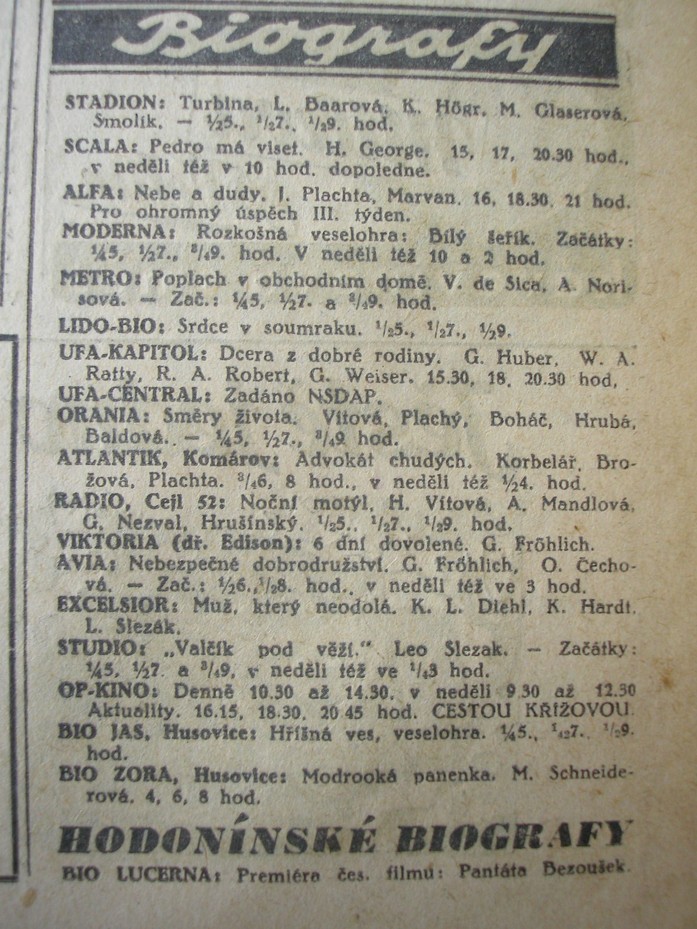 Biografy
STADION: Turbina, L. Baarová, K. Högr, M. Glaserová,
Smolík. — ½5., ½7., ½9. hod.
SCALA: Pedro má viset. H. George. 15, 17, 20.30 hod.,
v neděli též v 10 hod. dopoledne.
ALFA: Nebe a dudy. J. Plachta, Marvan. 16, 18.30, 21 hod.
Pro ohromný úspěch III. týden.
MODERNA: Rozkošná veselohra: Bílý šeřík. Začátky:
¼5, ½7., ¾9. hod. V neděli též 10 a 2 hod.
METRO: Poplach v obchodním domě. V. de Sica, A. Nori-
sová. — Zač.: ¼5, ½7. a ¾9. hod.
LIDO-BIO: Srdce v soumraku. ½5., ½7., ½9.
UFA-KAPITOL: Dcera z dobré rodiny. G. Huber, W. A.
Ratty, R. A. Robert, G. Weiser. 15.30, 18, 20.30 hod,
UFA-CENTRAL: Zadáno NSDAP.
ORANIA: Směry života. Vítová, Plachý, Boháč, Hrubá,
Baldová. — ¼5, ½7., ¾9 hod.
ATLANTIK, Komárov: Advokát chudých. Korbelář, Bro-
žová, Plachta. ¾6, 8 hod., v neděli též ½4. hod.
RADIO, Cejl 52: Noční motýl, H. Vítová, A. Mandlová,
G. Nezval, Hrušínský. ½5., ½7., ½9. hod.
VIKTORIA (dř. Edison): 6 dní dovolené. G. Fröhlich.
AVIA: Nebezpečné dobrodružství. G. Fröhlich, O. Čecho-
vá. — Zač.: ½6., ½8. hod., v neděli též ve 3 hod.
EXCELSIOR: Muž, který neodolá. K. L. Diehl, K. Hardt,
L. Slezák.
STUDIO: „Valčík pod věží." Leo Slezak. — Začátky:
¼5, ½7. a ¾9, v neděli též ve ½3 hod.
OP-KINO: Denně 10.30 až 14.30, v neděli 9.30 až 12.30
Aktuality. 16.15, 18.30, 20 45 hod. CESTOU KŘÍŽOVOU.
BIO JAS, Husovice: Hříšná ves, veselohra. ¼5., ½7., ½9.
hod.
BIO ZORA, Husovice: Modrooká panenka. M. Schneide-
rová. 4, 6, 8 hod.
HODONÍNSKÉ BIOGRAFY
BIO LUCERNA: Premiéra čes. filmu: Pantáta Bezoušek.